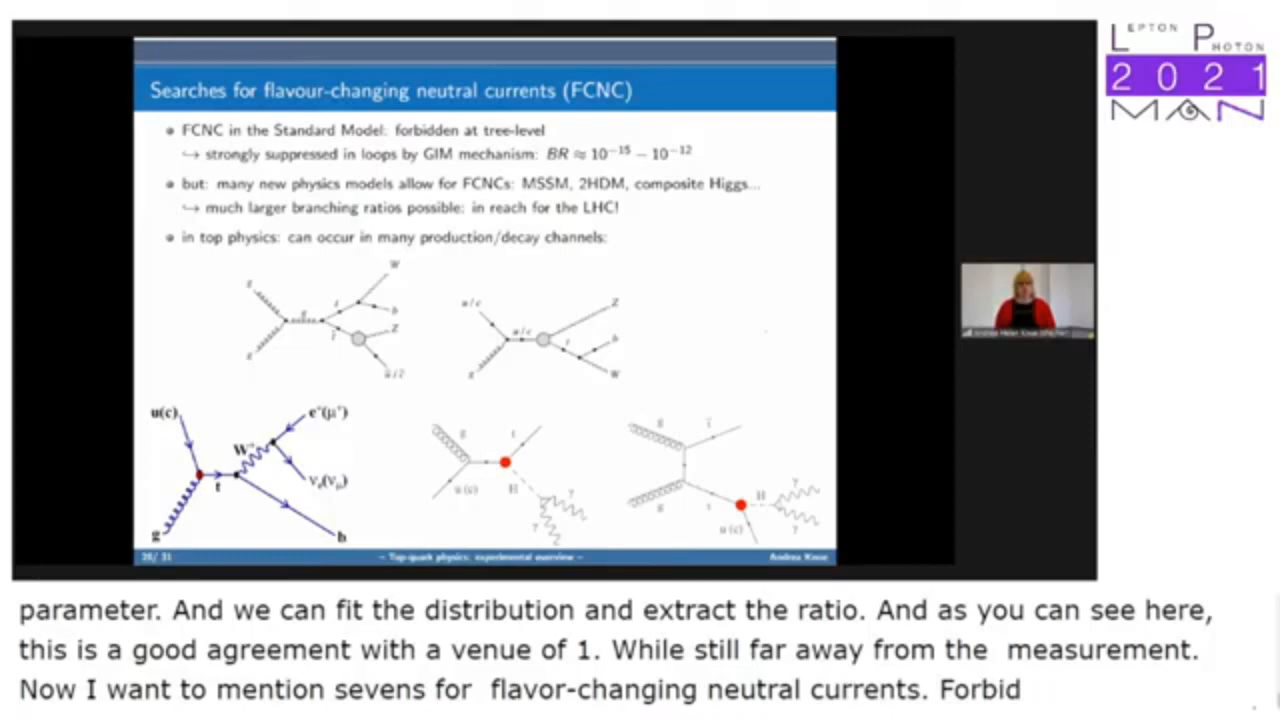 LEPTON PHOTON
2021
MAN
Searches for flavour-changing neutral currents (FCNC)
FCNC in the Standard Model: forbidden at tree-level
↪ strongly suppressed in loops by GIM mechanism: BR ≈ 10⁻¹⁵ − 10⁻¹²
but: many new physics models allow for FCNCs: MSSM, 2HDM, composite Higgs...
↪ much larger branching ratios possible: in reach for the LHC!
in top physics: can occur in many production/decay channels:
W
b
Z
u/c
u/c
Z
b
W
u(c)
e⁺(μ⁺)
W⁺
t
νₑ(ν_μ)
g
b
g
t
u(c)
H
g
H
g
u(c)
28/ 31
– Top-quark physics: experimental overview –
Andrea Knue
parameter. And we can fit the distribution and extract the ratio. And as you can see here,
this is a good agreement with a venue of 1. While still far away from the measurement.
Now I want to mention sevens for flavor-changing neutral currents. Forbid